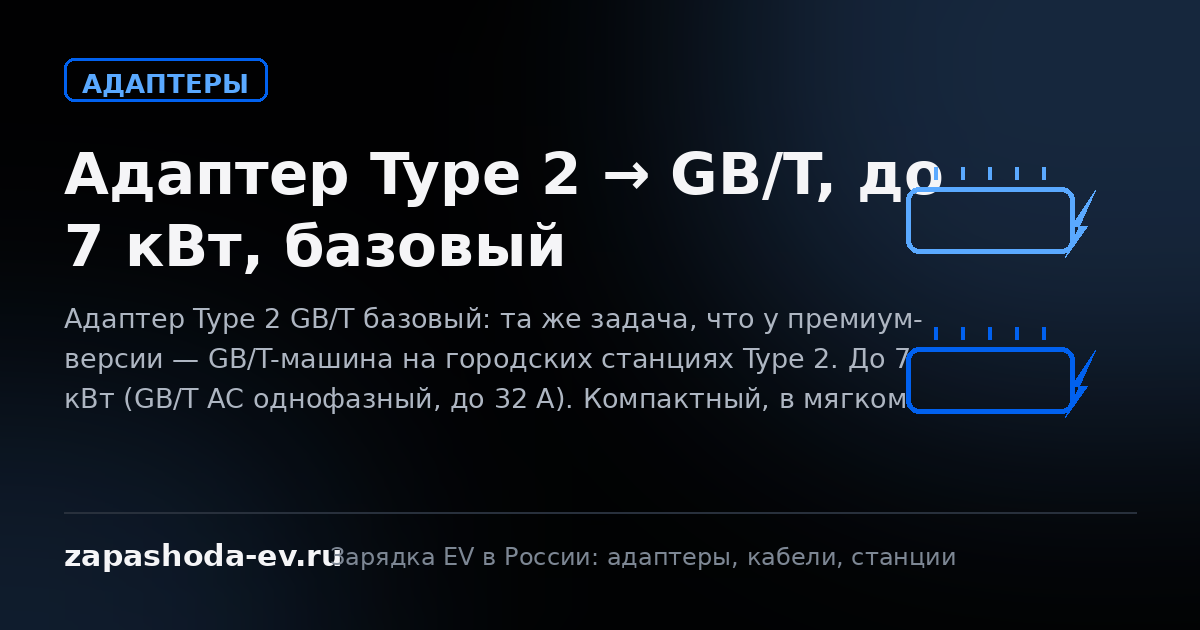 АДАПТЕРЫ
Адаптер Type 2 → GB/T, до
7 кВт, базовый
Адаптер Type 2 GB/T базовый: та же задача, что у премиум-
версии — GB/T-машина на городских станциях Type 2. До 7
кВт (GB/T AC однофазный, до 32 А). Компактный, в мягком
zapashoda-ev.ru Зарядка EV в России: адаптеры, кабели, станции